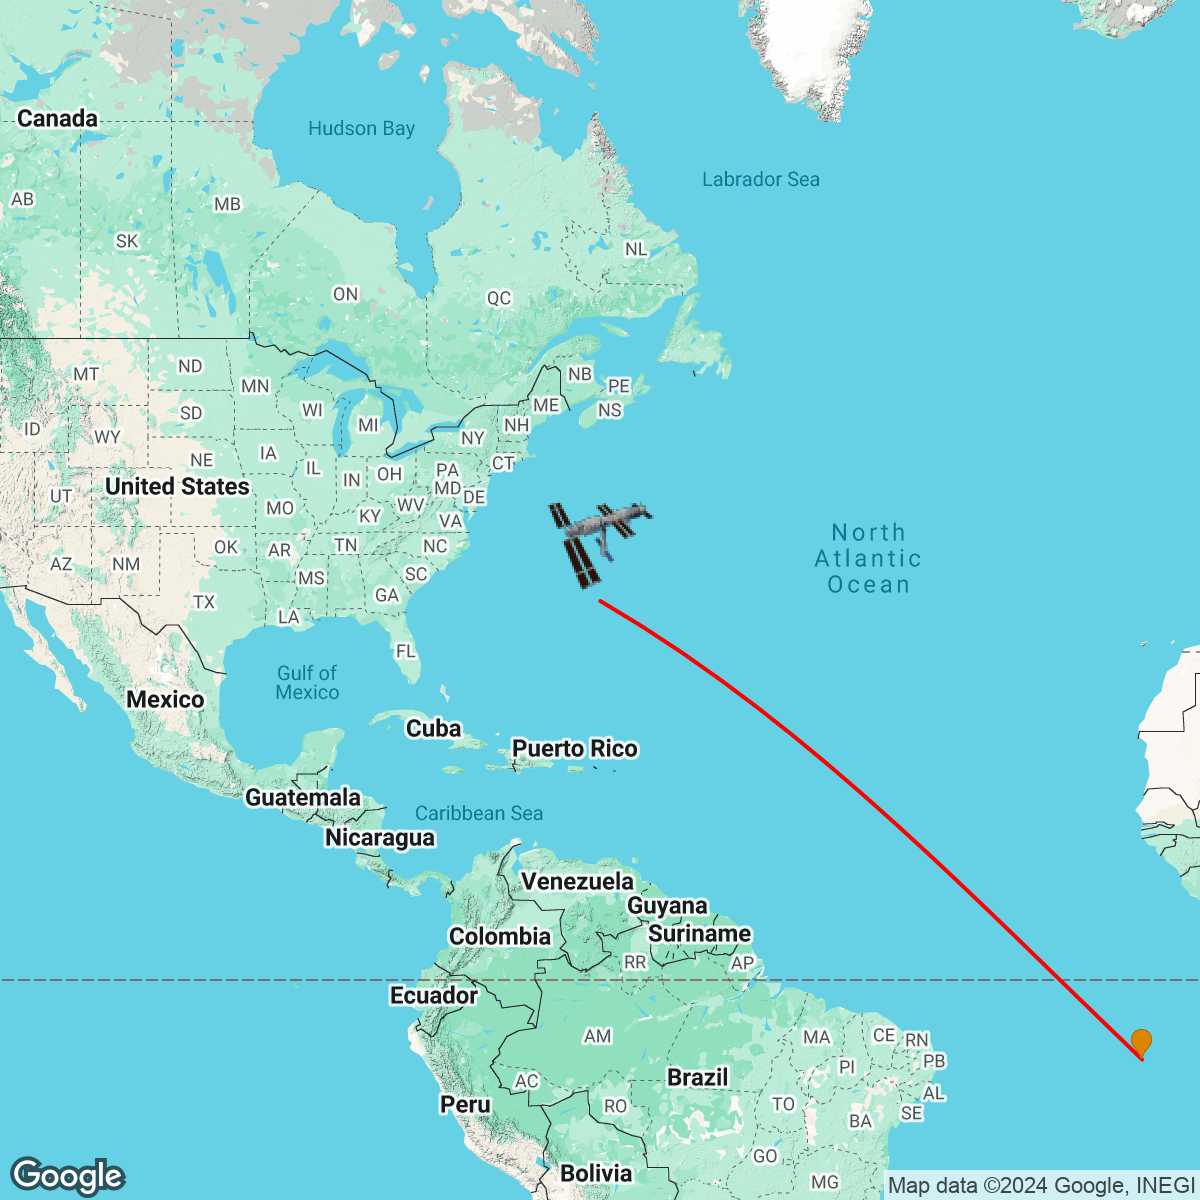 Canada
Hudson Bay
Labrador Sea
AB
MB
SK
NL
ON
QC
MT
ND
MN
NB
PE
NS
ME
NH
SD
WI
MI
ID
WY
NY
IA
NE
IL
IN
OH
PA
CT
UT
United States
MD
DE
MO
KY
WV
VA
OK
AR
TN
NC
AZ
NM
MS
SC
GA
TX
LA
FL
North
Atlantic
Ocean
Gulf of
Mexico
Mexico
Cuba
Puerto Rico
Guatemala
Caribbean Sea
Nicaragua
Venezuela
Guyana
Suriname
Colombia
RR
AP
Ecuador
AM
MA
CE
RN
PI
PB
AC
Brazil
AL
Peru
RO
TO
BA
SE
GO
Bolivia
MG
Google
Map data ©2024 Google, INEGI